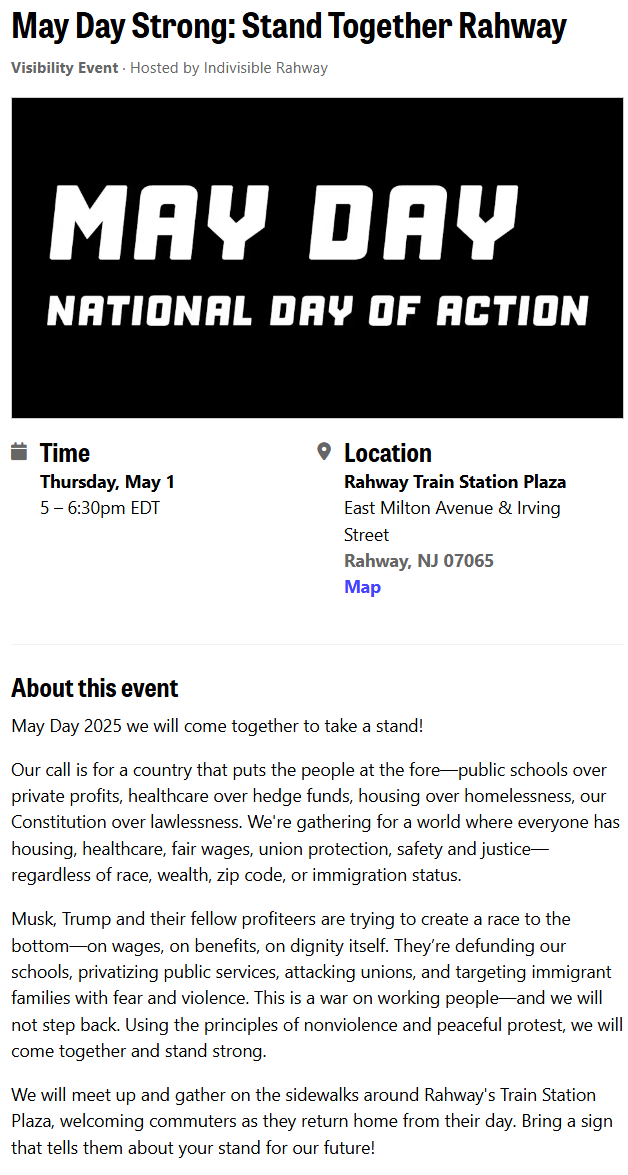 May Day Strong: Stand Together Rahway
Visibility Event · Hosted by Indivisible Rahway
MAY DAY
NATIONAL DAY OF ACTION
Time
Thursday, May 1
5 – 6:30pm EDT
Location
Rahway Train Station Plaza
East Milton Avenue & Irving
Street
Rahway, NJ 07065
Map
About this event
May Day 2025 we will come together to take a stand!
Our call is for a country that puts the people at the fore—public schools over
private profits, healthcare over hedge funds, housing over homelessness, our
Constitution over lawlessness. We're gathering for a world where everyone has
housing, healthcare, fair wages, union protection, safety and justice—
regardless of race, wealth, zip code, or immigration status.
Musk, Trump and their fellow profiteers are trying to create a race to the
bottom—on wages, on benefits, on dignity itself. They’re defunding our
schools, privatizing public services, attacking unions, and targeting immigrant
families with fear and violence. This is a war on working people—and we will
not step back. Using the principles of nonviolence and peaceful protest, we will
come together and stand strong.
We will meet up and gather on the sidewalks around Rahway's Train Station
Plaza, welcoming commuters as they return home from their day. Bring a sign
that tells them about your stand for our future!